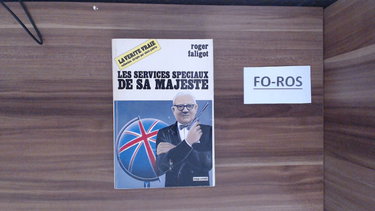 LA VERITE VRAIE
roger
faligot
LES SERVICES SPECIAUX
DE SA MAJESTE
FO-ROS